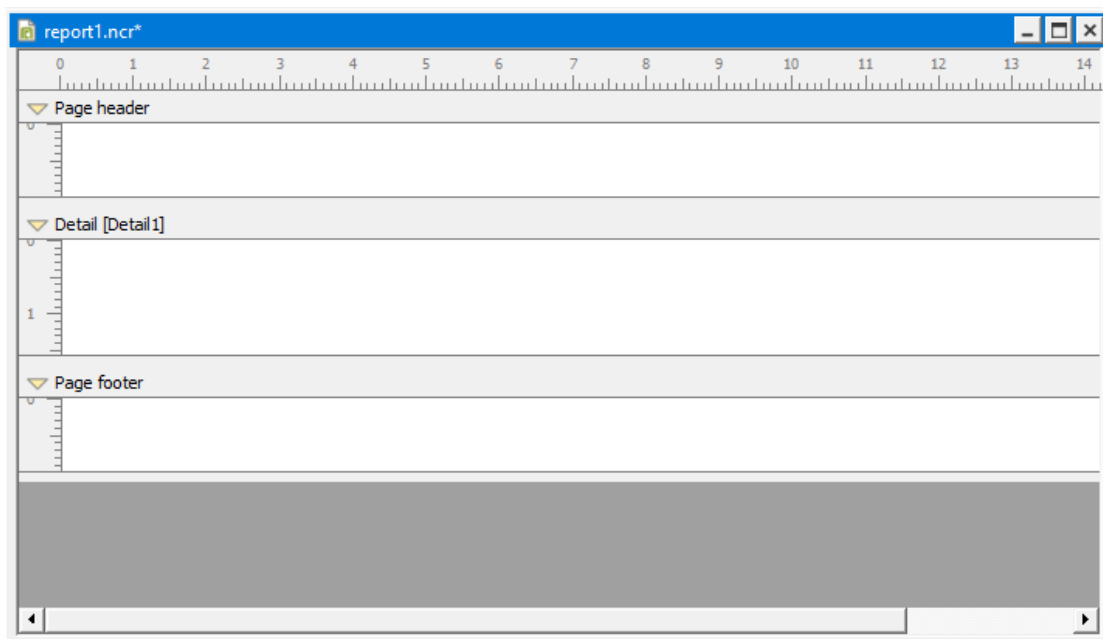 report1.ncr*
0 1 2 3 4 5 6 7 8 9 10 11 12 13 14
Page header
0
Detail [Detail1]
0
1
Page footer
0